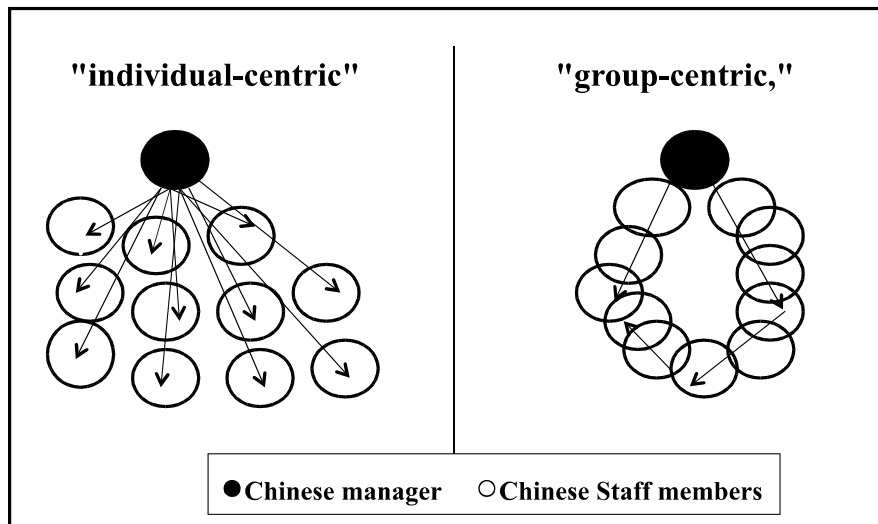 "individual-centric"
"group-centric,"
Chinese manager
Chinese Staff members